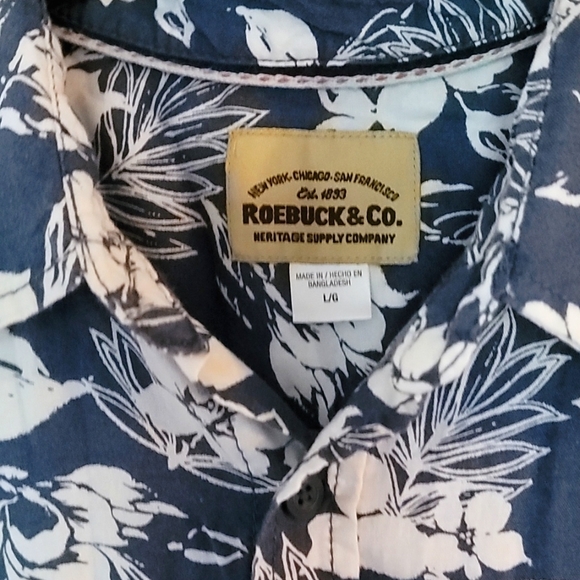 NEW YORK · CHICAGO · SAN FRANCISCO
Est. 1893
ROEBUCK & CO.
HERITAGE SUPPLY COMPANY
MADE IN / HECHO EN
BANGLADESH
L/G